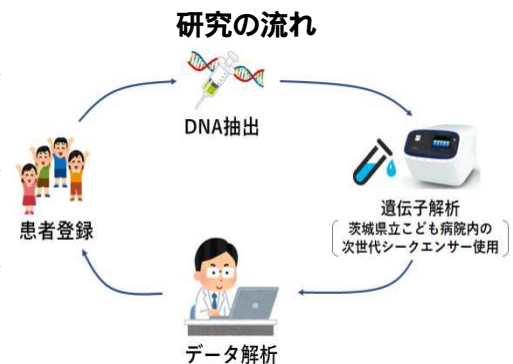 研究の流れ
DNA抽出
遺伝子解析
茨城県立こども病院内の
次世代シークエンサー使用
患者登録
データ解析